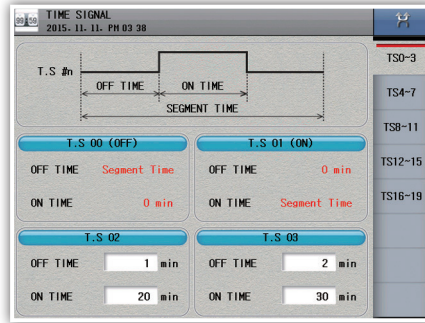 99:59 TIME SIGNAL
2015. 11. 11. PM 03 38
TS0~3
TS4~7
TS8~11
TS12~15
TS16~19
T.S #n
OFF TIME ON TIME
SEGMENT TIME
T.S 00 (OFF)
OFF TIME Segment Time
ON TIME 0 min
T.S 01 (ON)
OFF TIME 0 min
ON TIME Segment Time
T.S 02
OFF TIME 1 min
ON TIME 20 min
T.S 03
OFF TIME 2 min
ON TIME 30 min